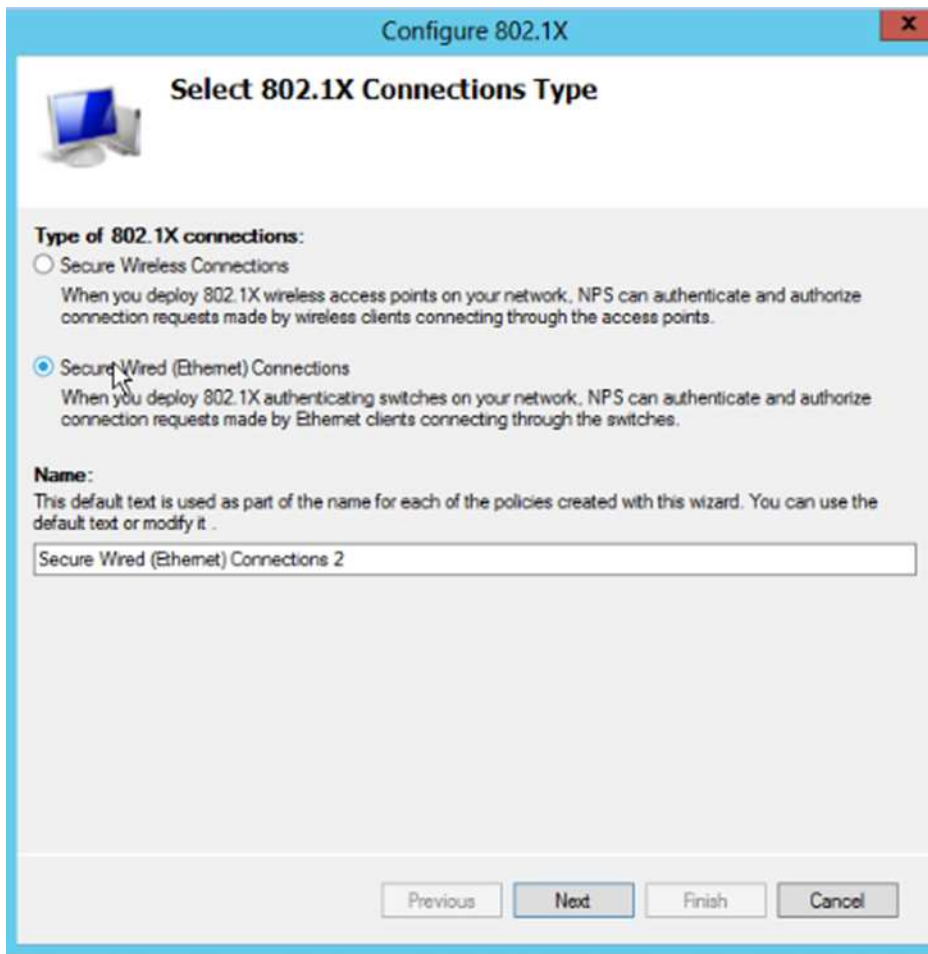 Configure 802.1X
x
Select 802.1X Connections Type
Type of 802.1X connections:
Secure Wireless Connections
When you deploy 802.1X wireless access points on your network, NPS can authenticate and authorize
connection requests made by wireless clients connecting through the access points.
Secure Wired (Ethernet) Connections
When you deploy 802.1X authenticating switches on your network, NPS can authenticate and authorize
connection requests made by Ethernet clients connecting through the switches.
Name:
This default text is used as part of the name for each of the policies created with this wizard. You can use the
default text or modify it .
Secure Wired (Ethernet) Connections 2
Previous Next Finish Cancel